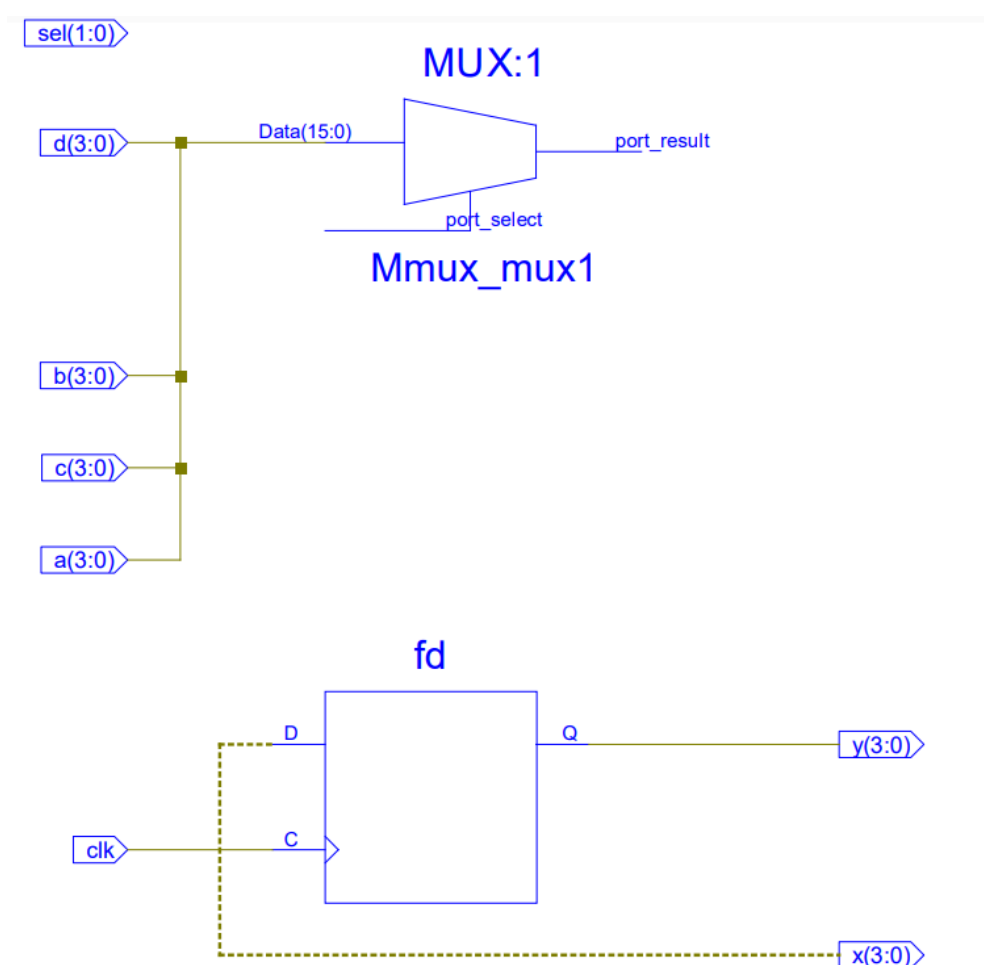 sel(1:0)
MUX:1
d(3:0)
Data(15:0)
port_result
port_select
Mmux_mux1
b(3:0)
c(3:0)
a(3:0)
fd
D
Q
y(3:0)
clk
C
x(3:0)